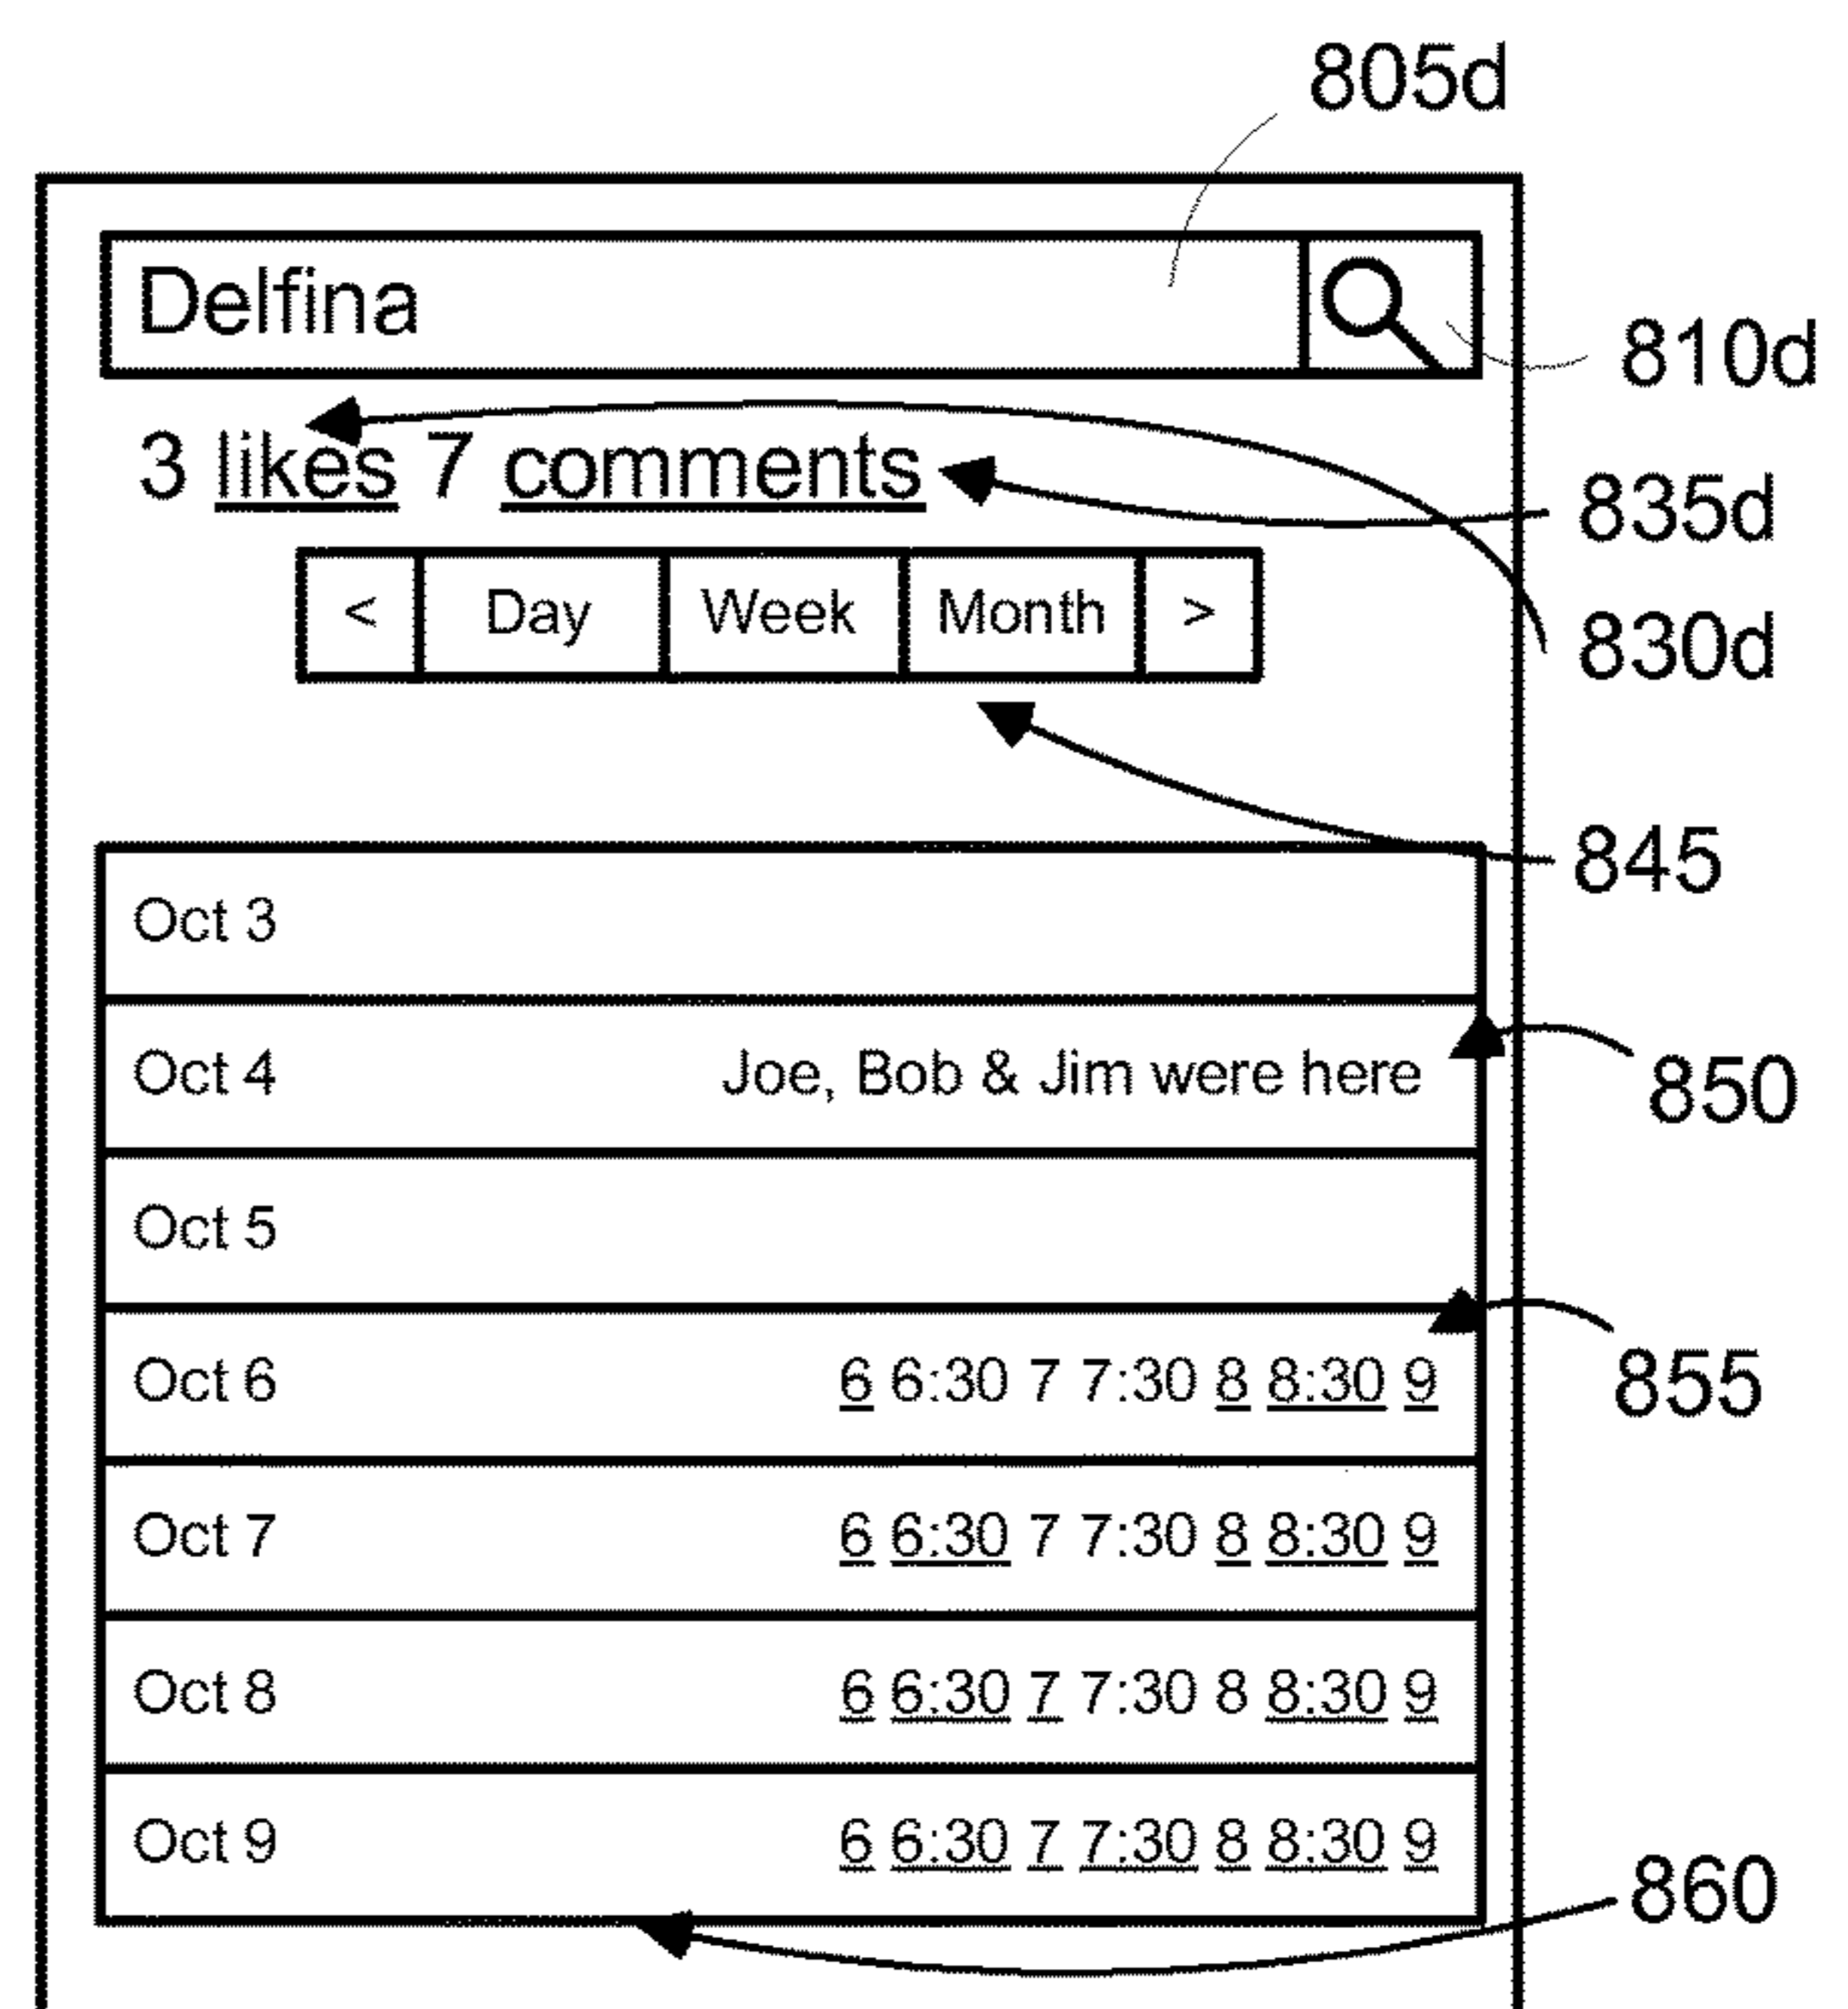 805d
Delfina
810d
3 likes 7 comments
835d
< Day Week Month >
830d
845
Oct 3
Oct 4 Joe, Bob & Jim were here
850
Oct 5
855
Oct 6 6 6:30 7 7:30 8 8:30 9
Oct 7 6 6:30 7 7:30 8 8:30 9
Oct 8 6 6:30 7 7:30 8 8:30 9
Oct 9 6 6:30 7 7:30 8 8:30 9
860